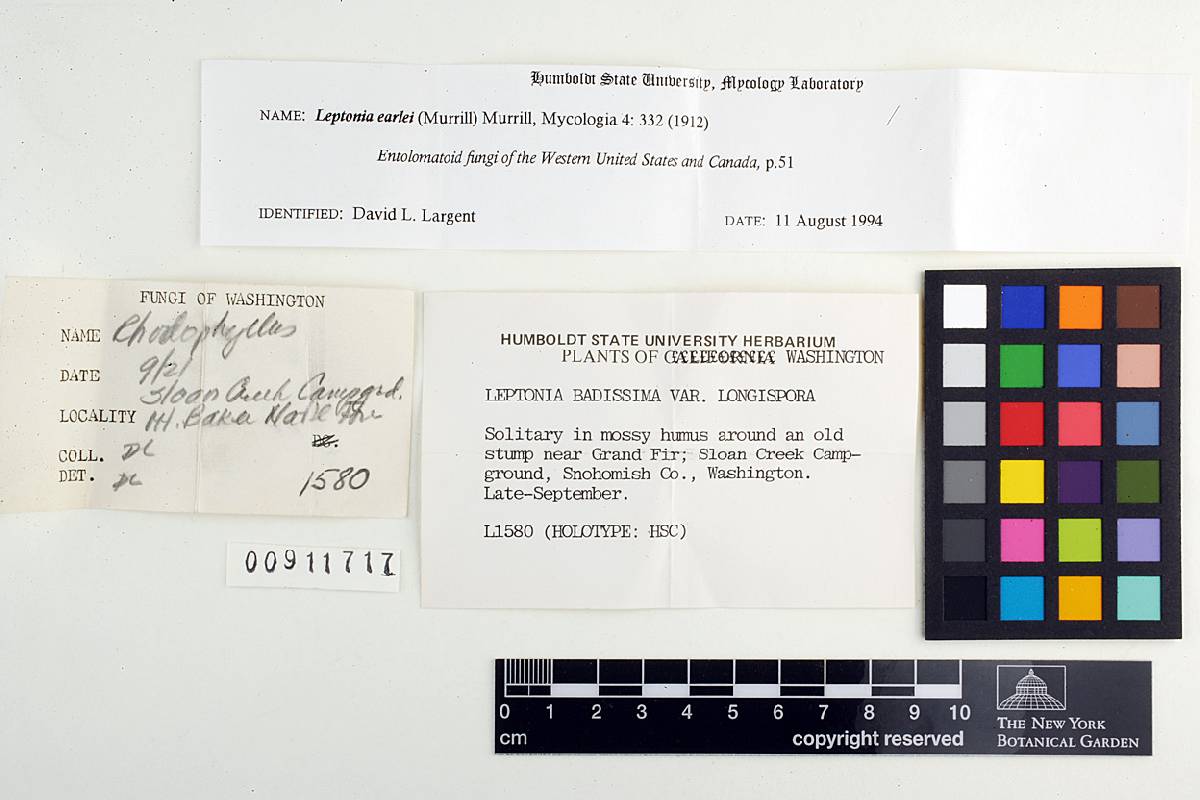 Humboldt State University, Mycology Laboratory
NAME: Leptonia earlei (Murrill) Murrill, Mycologia 4: 332 (1912)
Entolomatoid fungi of the Western United States and Canada, p.51
IDENTIFIED: David L. Largent DATE: 11 August 1994
FUNGI OF WASHINGTON
NAME Rhodophyllus
DATE 9/21
Sloan Creek Campgrd.
LOCALITY Mt. Baker Natl
COLL. DL
DET. DL 1580
00911717
HUMBOLDT STATE UNIVERSITY HERBARIUM
PLANTS OF CALIFORNIA WASHINGTON
LEPTONIA BADISSIMA VAR. LONGISPORA
Solitary in mossy humus around an old
stump near Grand Fir; Sloan Creek Camp-
ground, Snohomish Co., Washington.
Late-September.
L1580 (HOLOTYPE: HSC)
0 1 2 3 4 5 6 7 8 9 10
cm copyright reserved
THE NEW YORK
BOTANICAL GARDEN